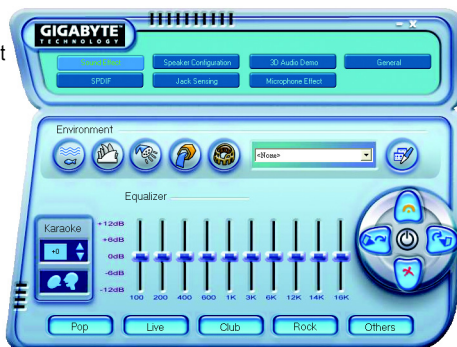 t
GIGABYTE™
TECHNOLOGY
Sound Effect Speaker Configuration 3D Audio Demo General
SPDIF Jack Sensing Microphone Effect
Environment
<None>
Equalizer
Karaoke
+0
+12dB
+6dB
0dB
-6dB
-12dB
100 200 400 600 1K 3K 6K 12K 14K 16K
Pop Live Club Rock Others